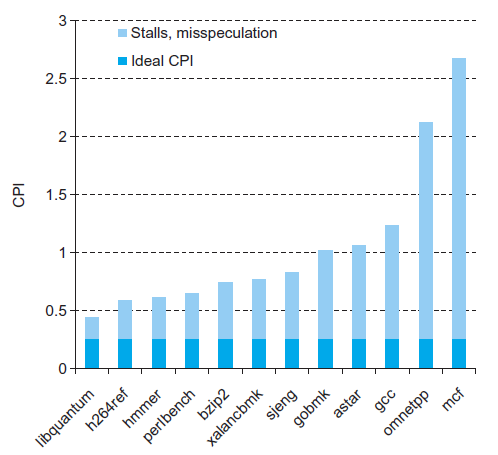 3
Stalls, misspeculation
Ideal CPI
2.5
2
1.5
CPI
1
0.5
0
libquantum
h264ref
hmmer
perlbench
bzip2
xalancbmk
sjeng
gobmk
astar
gcc
omnetpp
mcf